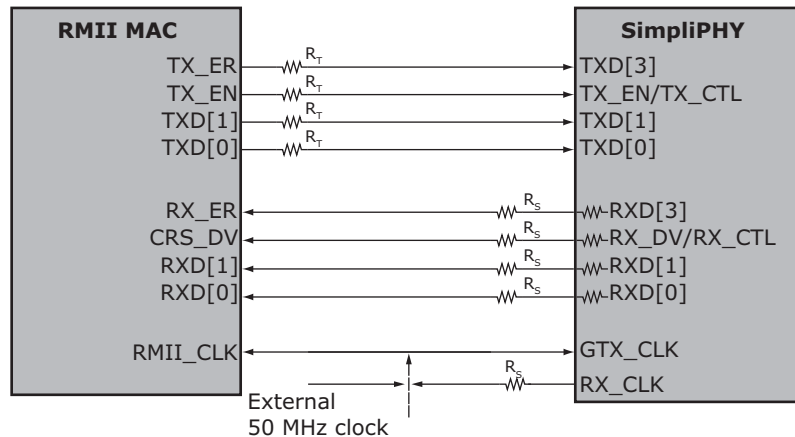 RMII MAC
SimpliPHY
TX_ER
R_T
TXD[3]
TX_EN
R_T
TX_EN/TX_CTL
TXD[1]
R_T
TXD[1]
TXD[0]
R_T
TXD[0]
RX_ER
R_S
RXD[3]
CRS_DV
R_S
RX_DV/RX_CTL
RXD[1]
R_S
RXD[1]
RXD[0]
R_S
RXD[0]
RMII_CLK
GTX_CLK
R_S
RX_CLK
External
50 MHz clock